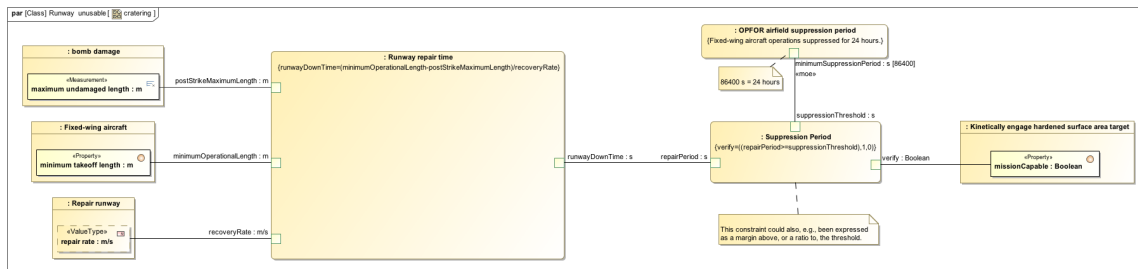 par [Class] Runway unusable [ cratering ]
: bomb damage
«Measurement»
maximum undamaged length : m
postStrikeMaximumLength : m
: Fixed-wing aircraft
«Property»
minimum takeoff length : m
minimumOperationalLength : m
: Repair runway
«ValueType»
repair rate : m/s
recoveryRate : m/s
: Runway repair time
{runwayDownTime=(minimumOperationalLength-postStrikeMaximumLength)/recoveryRate}
runwayDownTime : s
repairPeriod : s
: OPFOR airfield suppression period
{Fixed-wing aircraft operations suppressed for 24 hours.}
minimumSuppressionPeriod : s [86400]
«moe»
86400 s = 24 hours
suppressionThreshold : s
: Suppression Period
{verify=((repairPeriod>=suppressionThreshold),1,0)}
verify : Boolean
This constraint could also, e.g., been expressed
as a margin above, or a ratio to, the threshold.
: Kinetically engage hardened surface area target
«Property»
missionCapable : Boolean